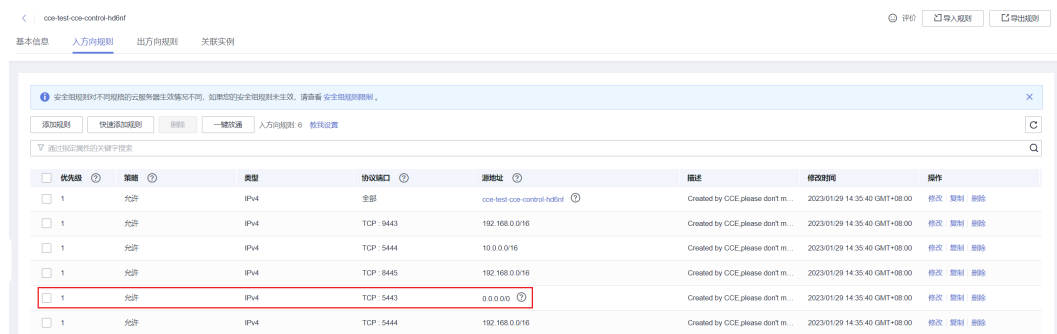 cce-test-cce-control-hd6nf 评价 导入规则 导出规则
基本信息 入方向规则 出方向规则 关联实例
安全组规则对不同规格的云服务器生效情况不同，如果您的安全组规则未生效，请查看 安全组规则限制 。
添加规则 快速添加规则 删除 一键放通 入方向规则: 6 教我设置
通过指定属性的关键字搜索
优先级 策略 类型 协议端口 源地址 描述 修改时间 操作
1 允许 IPv4 全部 cce-test-cce-control-hd6nf Created by CCE,please don't m... 2023/01/29 14:35:40 GMT+08:00 修改 复制 删除
1 允许 IPv4 TCP : 9443 192.168.0.0/16 Created by CCE,please don't m... 2023/01/29 14:35:40 GMT+08:00 修改 复制 删除
1 允许 IPv4 TCP : 5444 10.0.0.0/16 Created by CCE,please don't m... 2023/01/29 14:35:40 GMT+08:00 修改 复制 删除
1 允许 IPv4 TCP : 8445 192.168.0.0/16 Created by CCE,please don't m... 2023/01/29 14:35:40 GMT+08:00 修改 复制 删除
1 允许 IPv4 TCP : 5443 0.0.0.0/0 Created by CCE,please don't m... 2023/01/29 14:35:40 GMT+08:00 修改 复制 删除
1 允许 IPv4 TCP : 5444 192.168.0.0/16 Created by CCE,please don't m... 2023/01/29 14:35:40 GMT+08:00 修改 复制 删除